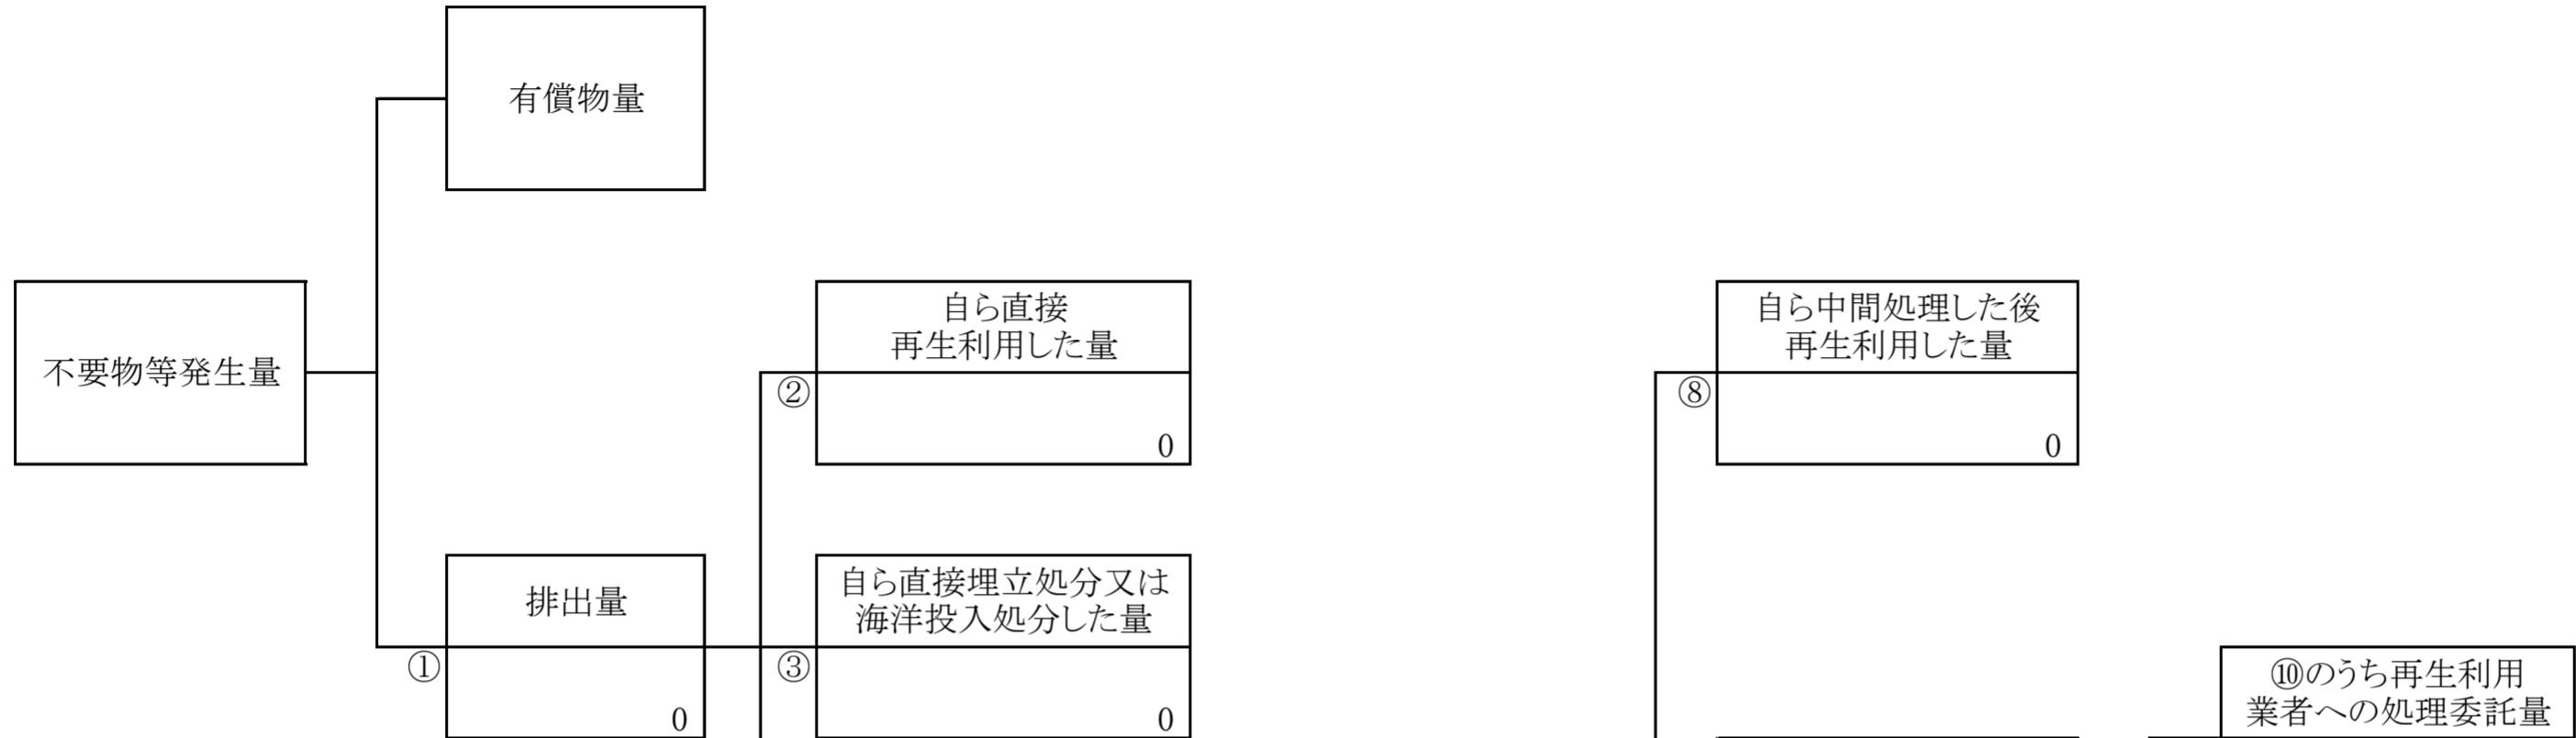 有償物量
不要物等発生量
自ら直接
再生利用した量
②
0
自ら中間処理した後
再生利用した量
⑧
0
排出量
①
0
自ら直接埋立処分又は
海洋投入処分した量
③
0
⑩のうち再生利用
業者への処理委託量